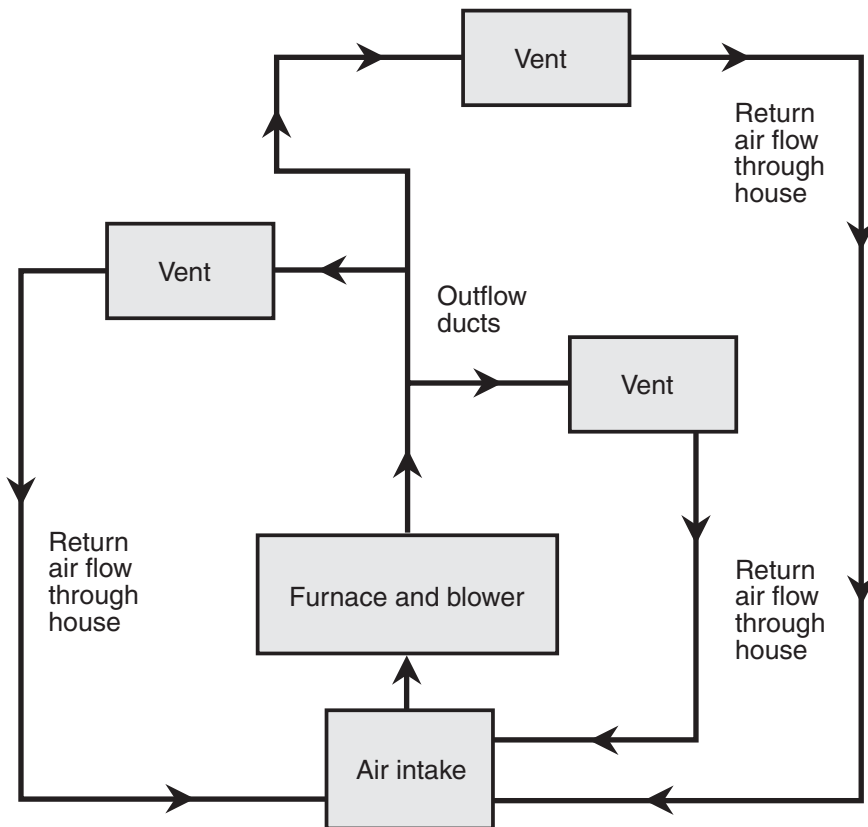 Vent
Return
air flow
through
house
Vent
Outflow
ducts
Vent
Return
air flow
through
house
Furnace and blower
Return
air flow
through
house
Air intake